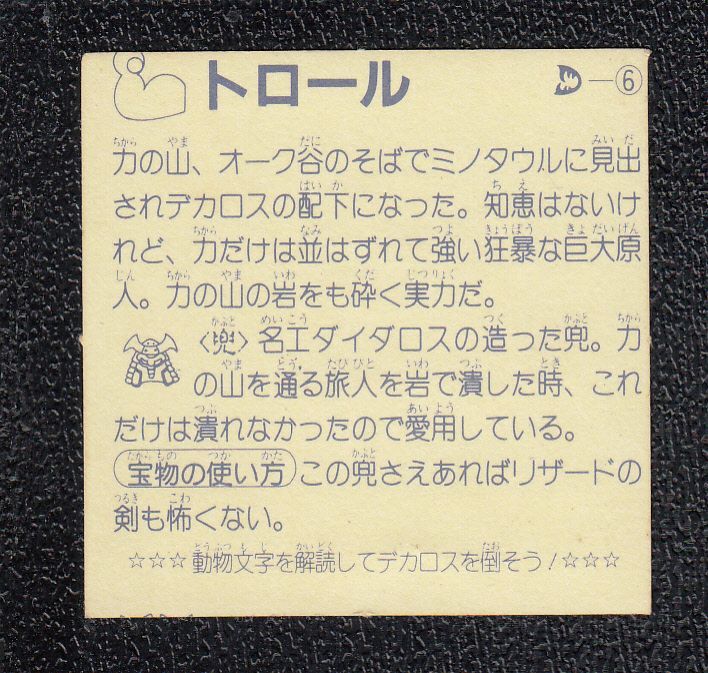 トロール
―⑥
力の山、オーク谷のそばでミノタウルに見出
されデカロスの配下になった。知恵はないけ
れど、力だけは並はずれて強い狂暴な巨大原
人。力の山の岩をも砕く実力だ。
〈兜〉名工ダイダロスの造った兜。力
の山を通る旅人を岩で潰した時、これ
だけは潰れなかったので愛用している。
宝物の使い方 この兜さえあればリザードの
剣も怖くない。
☆☆☆動物文字を解読してデカロスを倒そう!☆☆☆